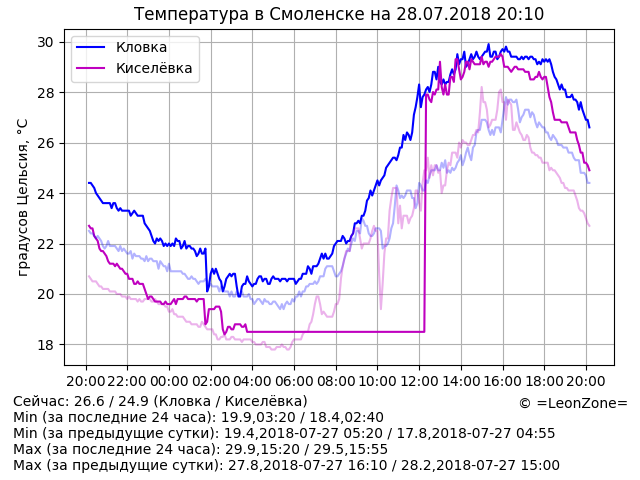 Температура в Смоленске на 28.07.2018 20:10
градусов Цельсия, °C
30
28
26
24
22
20
18
Кловка
Киселёвка
20:00 22:00 00:00 02:00 04:00 06:00 08:00 10:00 12:00 14:00 16:00 18:00 20:00
Сейчас: 26.6 / 24.9 (Кловка / Киселёвка)
© =LeonZone=
Min (за последние 24 часа): 19.9,03:20 / 18.4,02:40
Min (за предыдущие сутки): 19.4,2018-07-27 05:20 / 17.8,2018-07-27 04:55
Max (за последние 24 часа): 29.9,15:20 / 29.5,15:55
Max (за предыдущие сутки): 27.8,2018-07-27 16:10 / 28.2,2018-07-27 15:00